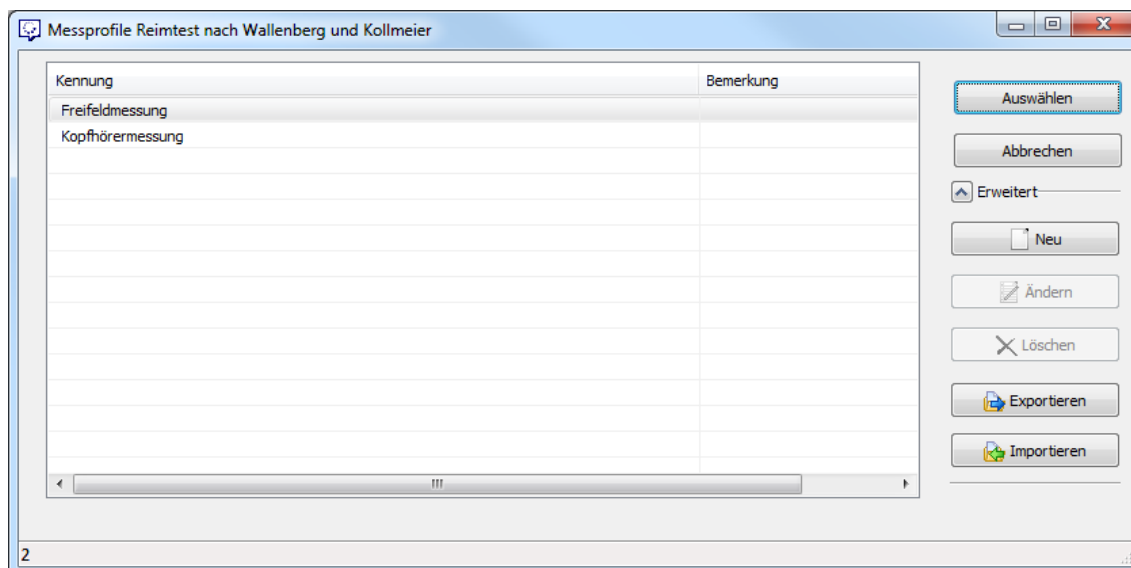 Messprofile Reimtest nach Wallenberg und Kollmeier
Kennung Bemerkung
Freifeldmessung
Kopfhörermessung
Auswählen
Abbrechen
Erweitert
Neu
Ändern
Löschen
Exportieren
Importieren
2